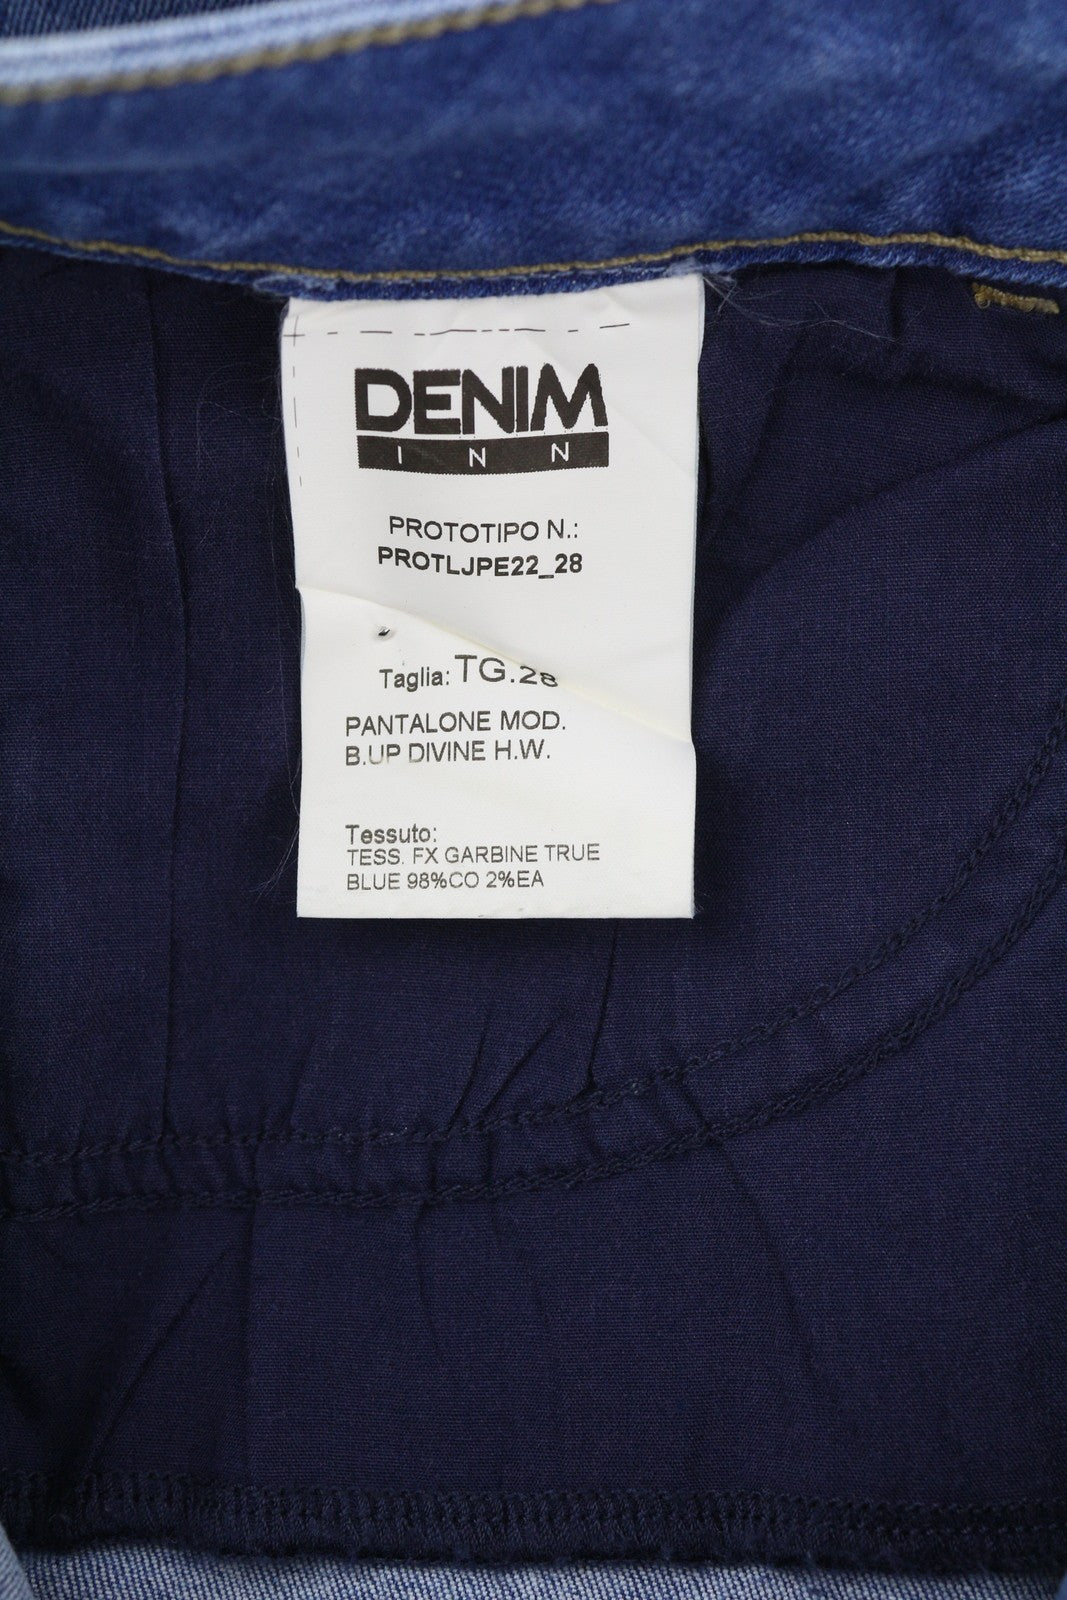 DENIM
INN
PROTOTIPO N.:
PROTLJPE22_28
Taglia: TG.28
PANTALONE MOD.
B.UP DIVINE H.W.
Tessuto:
TESS. FX GARBINE TRUE
BLUE 98%CO 2%EA